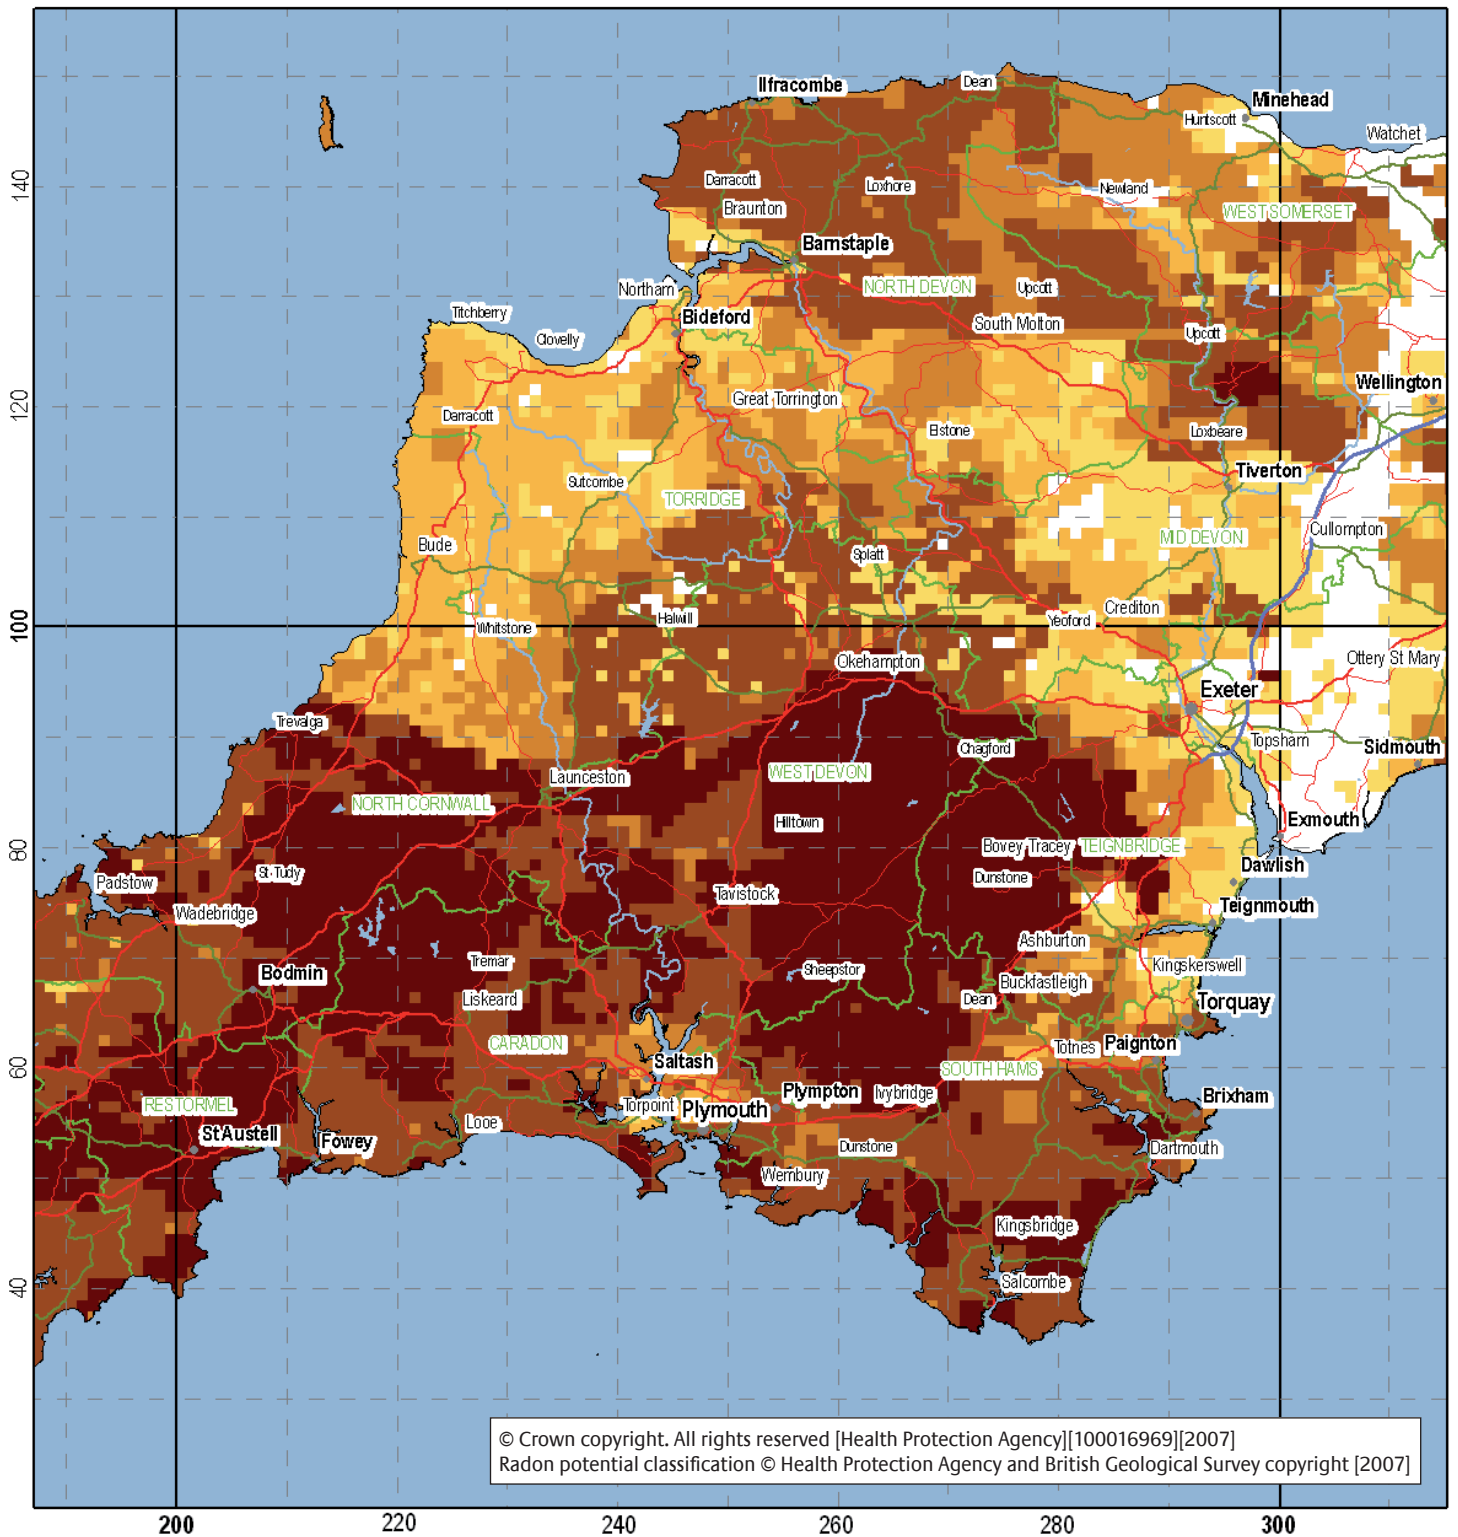 Ilfracombe
Dean
Minehead
Huntscott
Watchet
140
Darracott
Loxhore
Newland
Braunton
WEST SOMERSET
Barnstaple
Northam
NORTH DEVON
Upcott
Titchberry
Bideford
South Molton
Clovelly
Upcott
Wellington
120
Great Torrington
Darracott
Elstone
Loxbeare
Tiverton
Sutcombe
TORRIDGE
Cullompton
MID DEVON
Bude
Splatt
Crediton
100
Halwill
Yeoford
Whitstone
Okehampton
Ottery St Mary
Exeter
Trevalga
Topsham
Sidmouth
Chagford
WEST DEVON
Launceston
NORTH CORNWALL
Hilltown
Exmouth
80
Bovey Tracey
TEIGNBRIDGE
Dawlish
St·Tudy
Dunstone
Padstow
Tavistock
Teignmouth
Wadebridge
Ashburton
Tremar
Sheepstor
Kingskerswell
Bodmin
Buckfastleigh
Liskeard
Dean
Torquay
CARADON
Totnes
Paignton
60
Saltash
SOUTH HAMS
RESTORMEL
Torpoint
Plymouth
Plympton
Ivybridge
Brixham
Looe
St Austell
Fowey
Dunstone
Dartmouth
Wembury
Kingsbridge
40
Salcombe
© Crown copyright. All rights reserved [Health Protection Agency][100016969][2007]
Radon potential classification © Health Protection Agency and British Geological Survey copyright [2007]
200 220 240 260 280 300